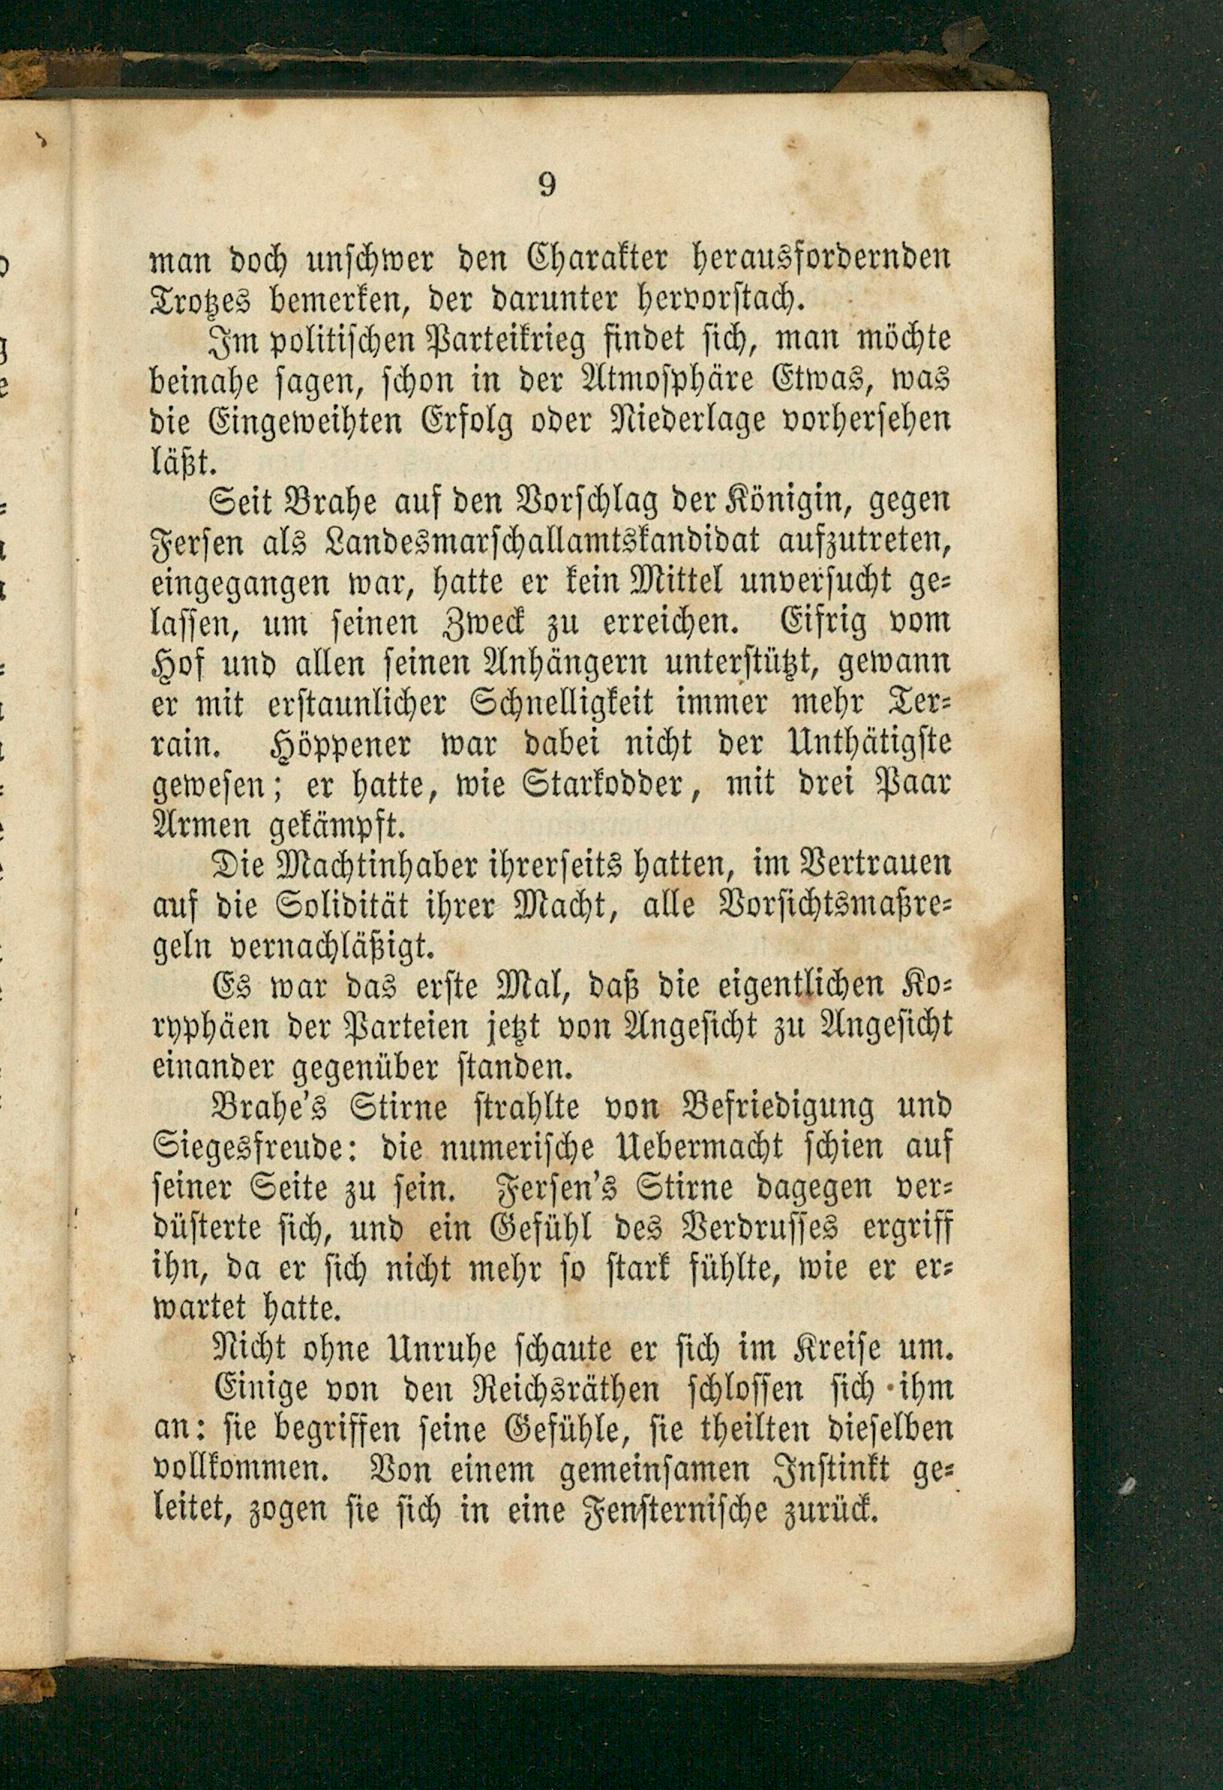 9
man doch unschwer den Charakter herausfordernden
Trotzes bemerken, der darunter hervorstach.
Im politischen Parteikrieg findet sich, man möchte
beinahe sagen, schon in der Atmosphäre Etwas, was
die Eingeweihten Erfolg oder Niederlage vorhersehen
läßt.
Seit Brahe auf den Vorschlag der Königin, gegen
Fersen als Landesmarschallamtskandidat aufzutreten,
eingegangen war, hatte er kein Mittel unversucht ge-
lassen, um seinen Zweck zu erreichen. Eifrig vom
Hof und allen seinen Anhängern unterstützt, gewann
er mit erstaunlicher Schnelligkeit immer mehr Ter-
rain. Höppener war dabei nicht der Unthätigste
gewesen; er hatte, wie Starkodder, mit drei Paar
Armen gekämpft.
Die Machtinhaber ihrerseits hatten, im Vertrauen
auf die Solidität ihrer Macht, alle Vorsichtsmaßre-
geln vernachläßigt.
Es war das erste Mal, daß die eigentlichen Ko-
ryphäen der Parteien jetzt von Angesicht zu Angesicht
einander gegenüber standen.
Brahe's Stirne strahlte von Befriedigung und
Siegesfreude: die numerische Uebermacht schien auf
seiner Seite zu sein. Fersen's Stirne dagegen ver-
düsterte sich, und ein Gefühl des Verdrusses ergriff
ihn, da er sich nicht mehr so stark fühlte, wie er er-
wartet hatte.
Nicht ohne Unruhe schaute er sich im Kreise um.
Einige von den Reichsräthen schlossen sich ihm
an: sie begriffen seine Gefühle, sie theilten dieselben
vollkommen. Von einem gemeinsamen Instinkt ge-
leitet, zogen sie sich in eine Fensternische zurück.